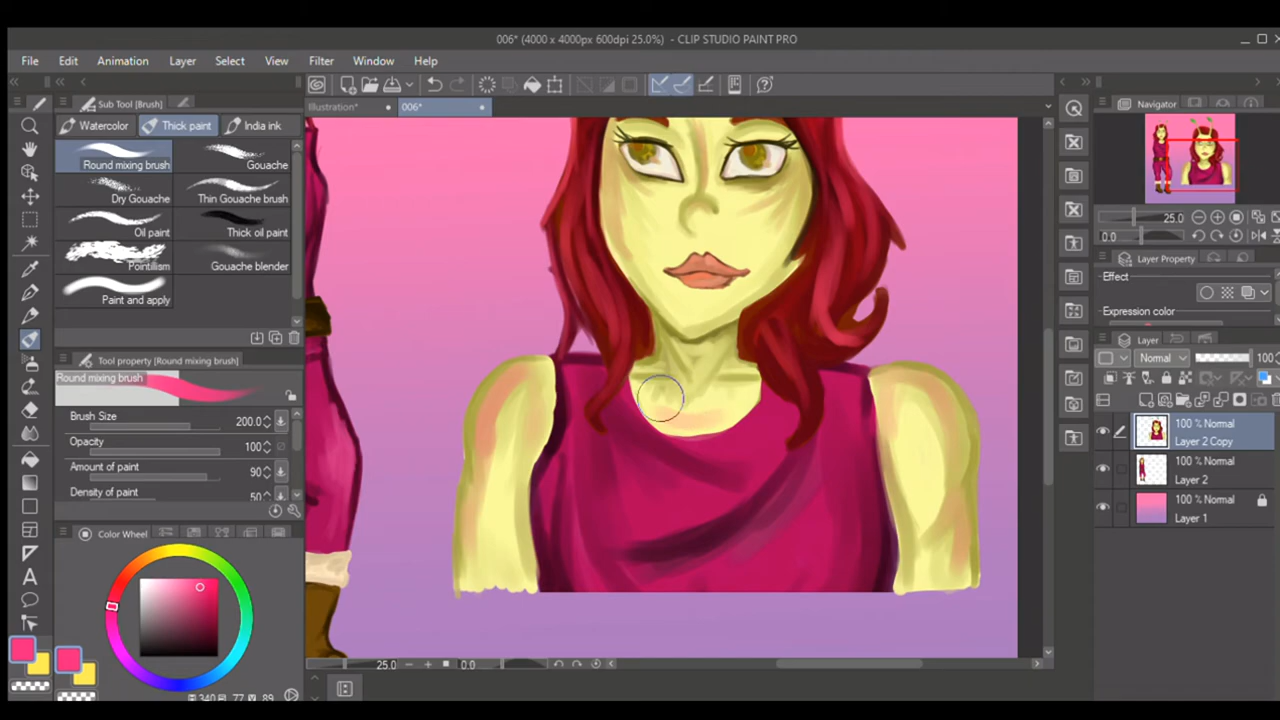 006* (4000 x 4000px 600dpi 25.0%) - CLIP STUDIO PAINT PRO
File Edit Animation Layer Select View Filter Window Help
Sub Tool [Brush]
Illustration*
006*
Navigator
Watercolor
Thick paint
India ink
Round mixing brush
Gouache
Dry Gouache
Thin Gouache brush
Oil paint
Thick oil paint
Pointilism
Gouache blender
Paint and apply
25.0
0.0
Layer Property
Effect
Expression color
Tool property [Round mixing brush]
Round mixing brush
Brush Size 200.0
Opacity 100
Amount of paint 90
Density of paint 50
Layer
Normal 100
100 % Normal
Layer 2 Copy
100 % Normal
Layer 2
100 % Normal
Layer 1
Color Wheel
A
340 77 89
25.0
0.0